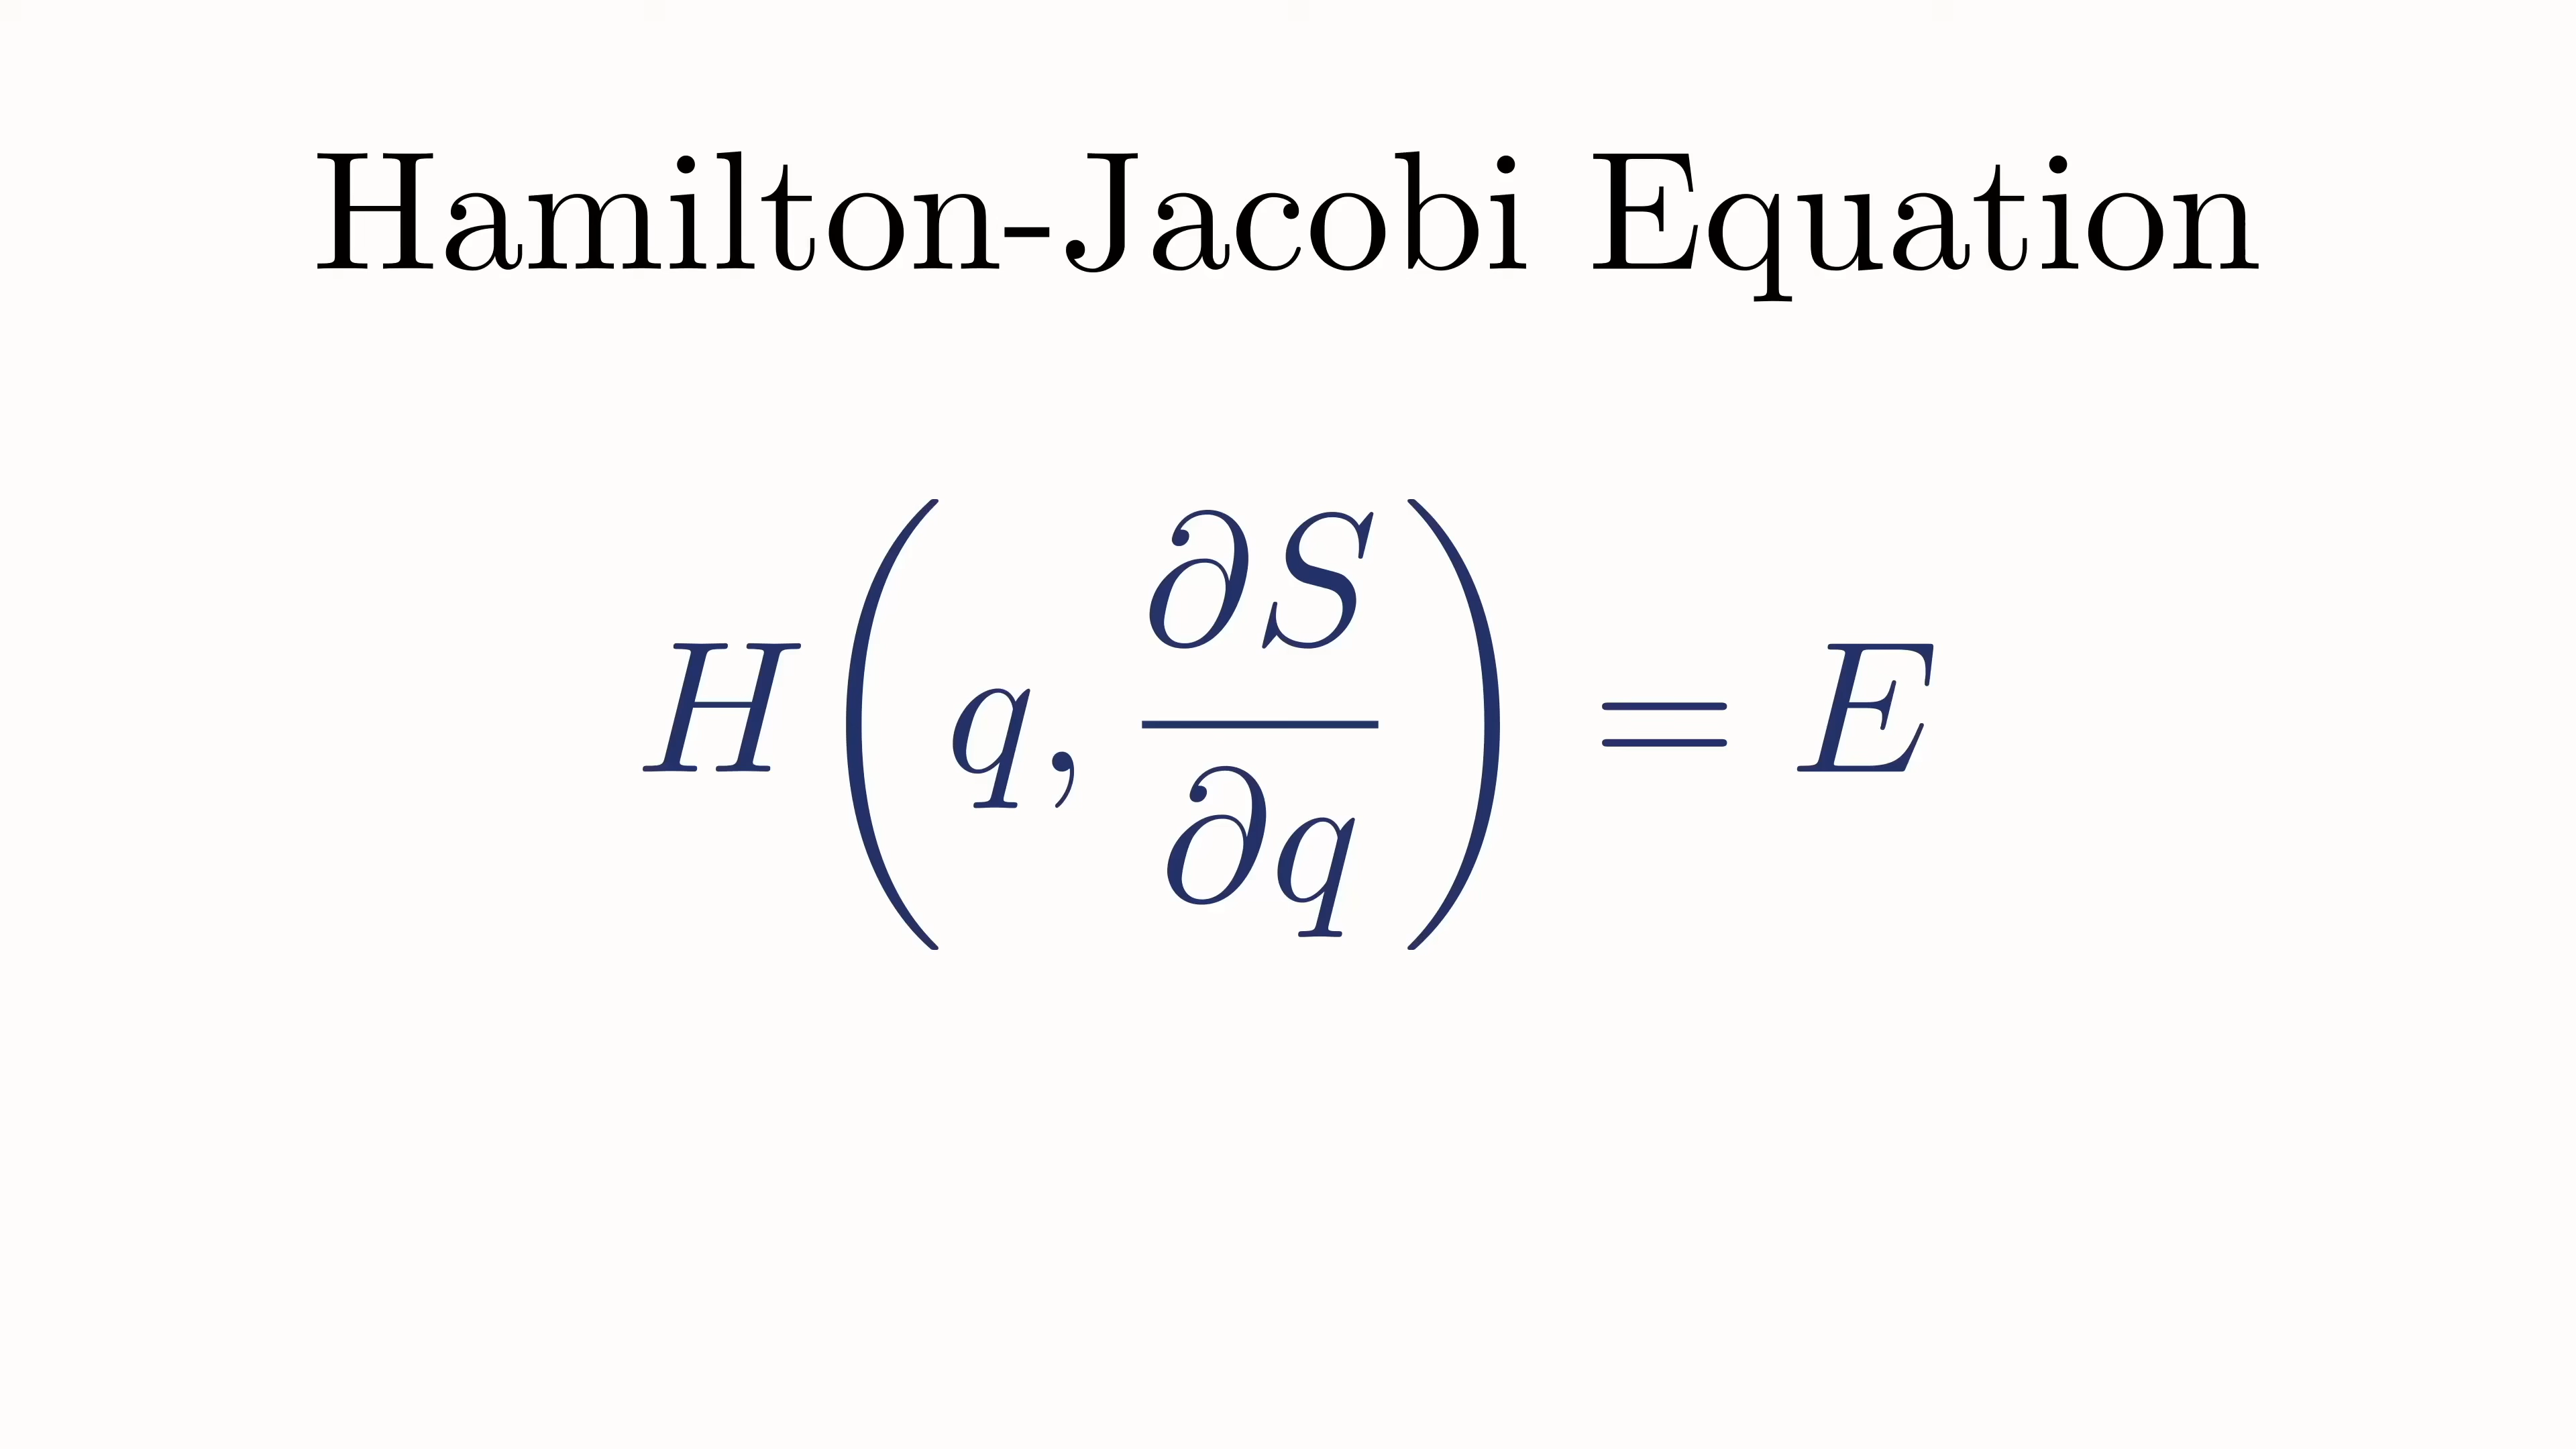 Hamilton-Jacobi Equation
H(q, ∂S/∂q) = E